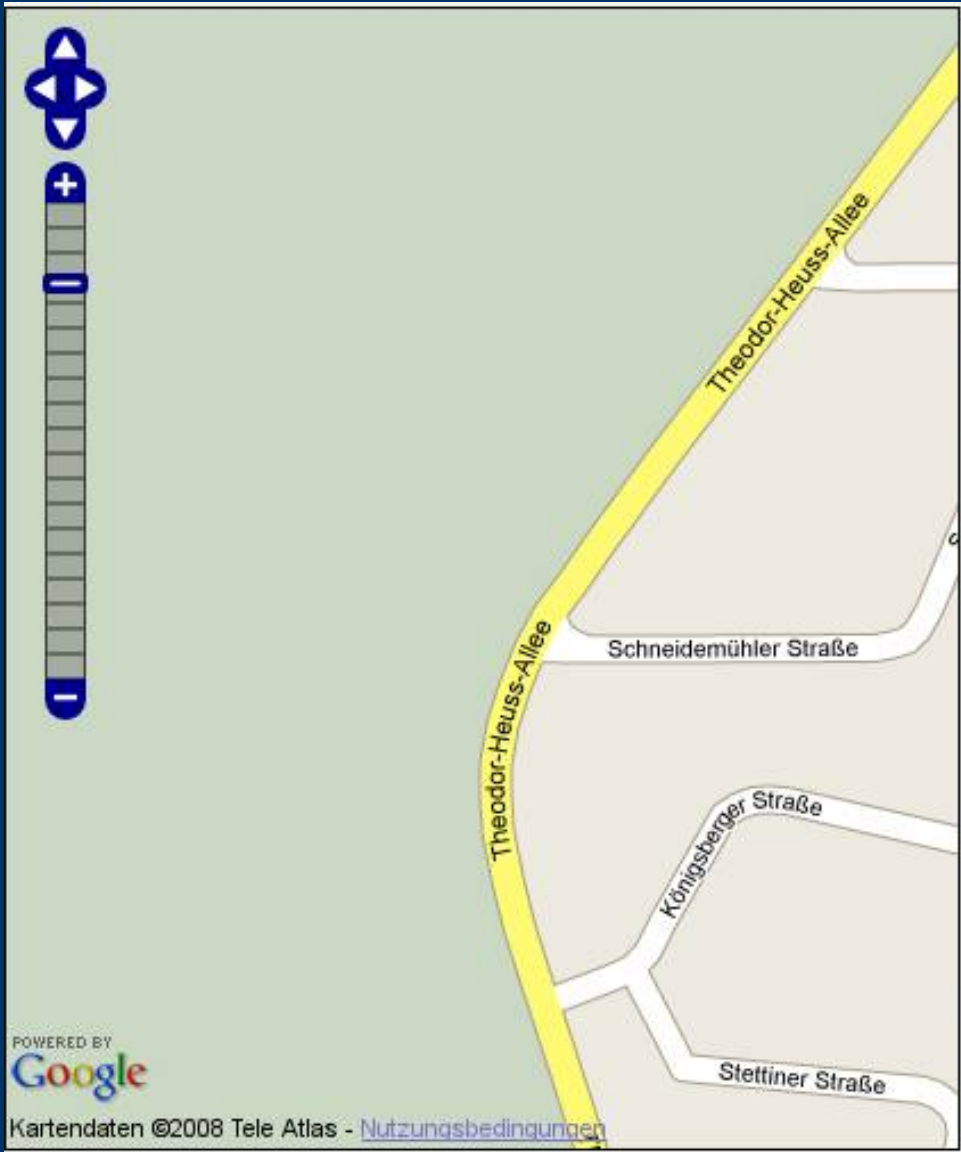 Theodor-Heuss-Allee
Schneidemühler Straße
Theodor-Heuss-Allee
Königsberger Straße
POWERED BY
Google
Stettiner Straße
Kartendaten ©2008 Tele Atlas - Nutzungsbedingungen